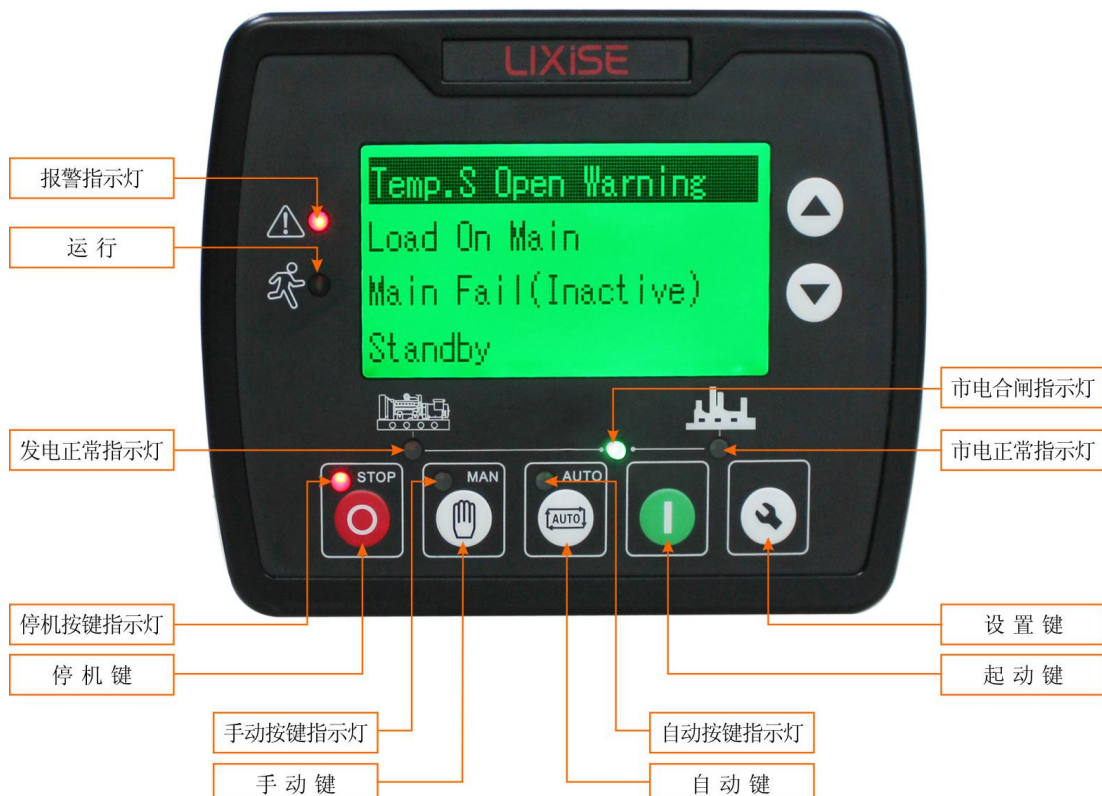 LIXiSE
Temp.S Open Warning
Load On Main
Main Fail(Inactive)
Standby
报警指示灯
运 行
市电合闸指示灯
发电正常指示灯
市电正常指示灯
STOP
MAN
AUTO
AUTO
停机按键指示灯
设 置 键
停 机 键
起 动 键
手动按键指示灯
自动按键指示灯
手 动 键
自 动 键